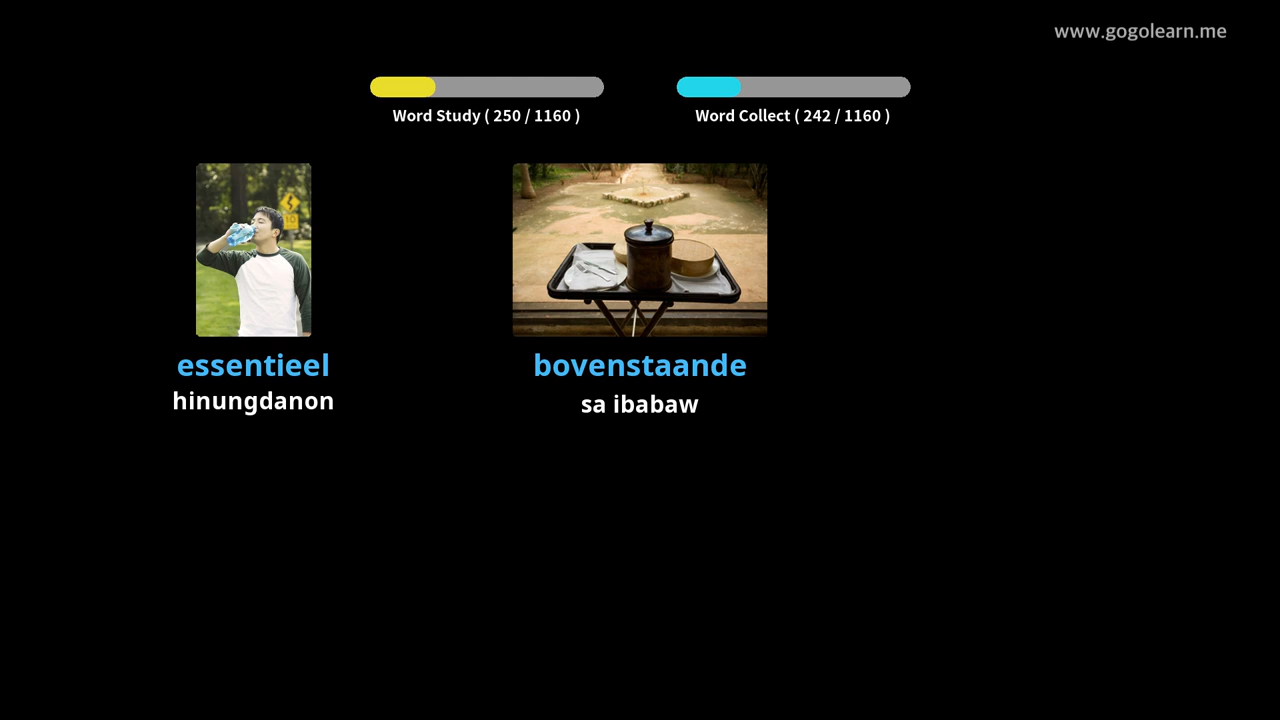 www.gogolearn.me
Word Study ( 250 / 1160 )
Word Collect ( 242 / 1160 )
essentieel
hinungdanon
bovenstaande
sa ibabaw